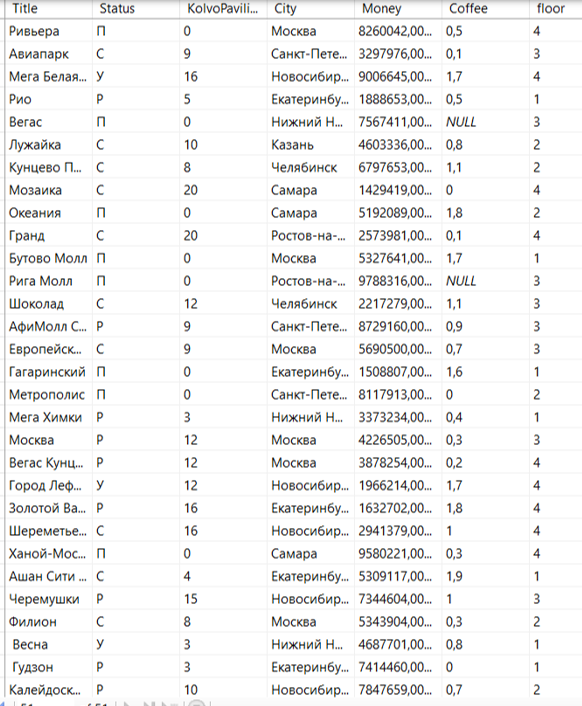 Title Status KolvoPavili... City Money Coffee floor
Ривьера П 0 Москва 8260042,00... 0,5 4
Авиапарк С 9 Санкт-Пете... 3297976,00... 0,1 3
Мега Белая... У 16 Новосибир... 9006645,00... 1,7 4
Рио Р 5 Екатеринбу... 1888653,00... 0,5 1
Вегас П 0 Нижний Н... 7567411,00... NULL 3
Лужайка С 10 Казань 4603336,00... 0,8 2
Кунцево П... С 8 Челябинск 6797653,00... 1,1 2
Мозаика С 20 Самара 1429419,00... 0 4
Океания П 0 Самара 5192089,00... 1,8 2
Гранд С 20 Ростов-на-... 2573981,00... 0,1 4
Бутово Молл П 0 Москва 5327641,00... 1,7 1
Рига Молл П 0 Ростов-на-... 9788316,00... NULL 3
Шоколад С 12 Челябинск 2217279,00... 1,1 3
АфиМолл С... Р 9 Санкт-Пете... 8729160,00... 0,9 3
Европейск... С 9 Москва 5690500,00... 0,7 3
Гагаринский П 0 Екатеринбу... 1508807,00... 1,6 1
Метрополис П 0 Санкт-Пете... 8117913,00... 0 2
Мега Химки Р 3 Нижний Н... 3373234,00... 0,4 1
Москва Р 12 Москва 4226505,00... 0,3 3
Вегас Кунц... Р 12 Москва 3878254,00... 0,2 4
Город Леф... У 12 Новосибир... 1966214,00... 1,7 4
Золотой Ва... Р 16 Екатеринбу... 1632702,00... 1,8 4
Шереметье... С 16 Новосибир... 2941379,00... 1 4
Ханой-Мос... П 0 Самара 9580221,00... 0,3 4
Ашан Сити ... С 4 Екатеринбу... 5309117,00... 1,9 1
Черемушки Р 15 Новосибир... 7344604,00... 1 3
Филион С 8 Москва 5343904,00... 0,3 2
Весна У 3 Нижний Н... 4687701,00... 0,8 1
Гудзон Р 3 Екатеринбу... 7414460,00... 0 1
Калейдоск... Р 10 Новосибир... 7847659,00... 0,7 2